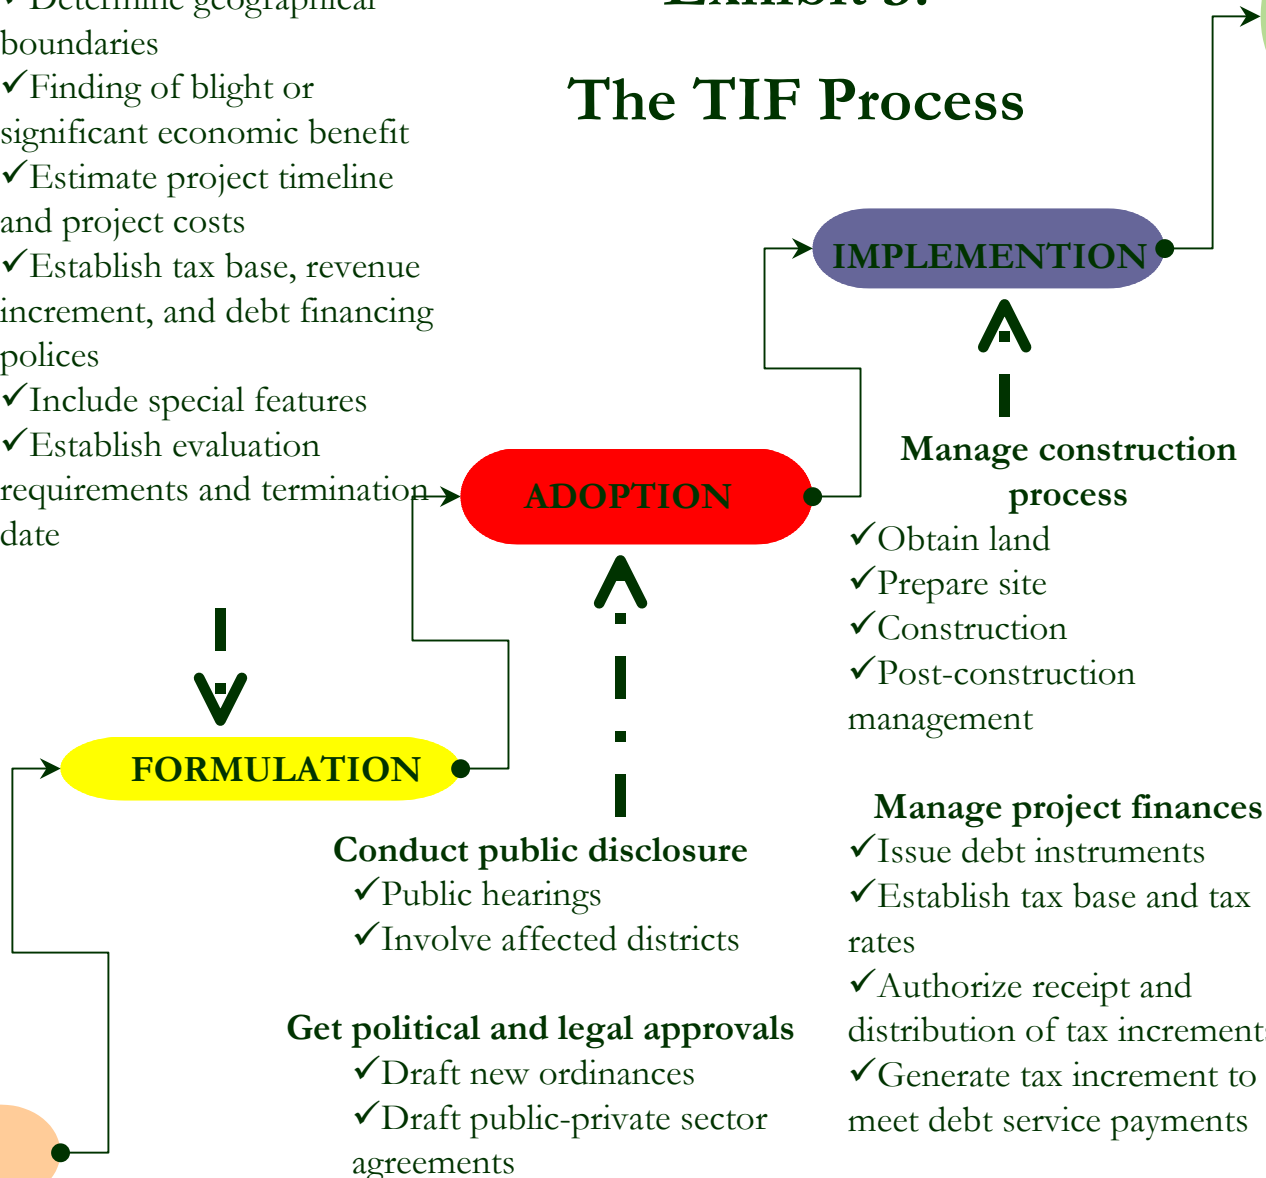 ✓Determine geographical
boundaries
✓Finding of blight or
significant economic benefit
✓Estimate project timeline
and project costs
✓Establish tax base, revenue
increment, and debt financing
polices
✓Include special features
✓Establish evaluation
requirements and termination
date
Exhibit 3:
The TIF Process
IMPLEMENTION
ADOPTION
FORMULATION
Manage construction
process
✓Obtain land
✓Prepare site
✓Construction
✓Post-construction
management
Manage project finances
✓Issue debt instruments
✓Establish tax base and tax
rates
✓Authorize receipt and
distribution of tax increments
✓Generate tax increment to
meet debt service payments
Conduct public disclosure
✓Public hearings
✓Involve affected districts
Get political and legal approvals
✓Draft new ordinances
✓Draft public-private sector
agreements